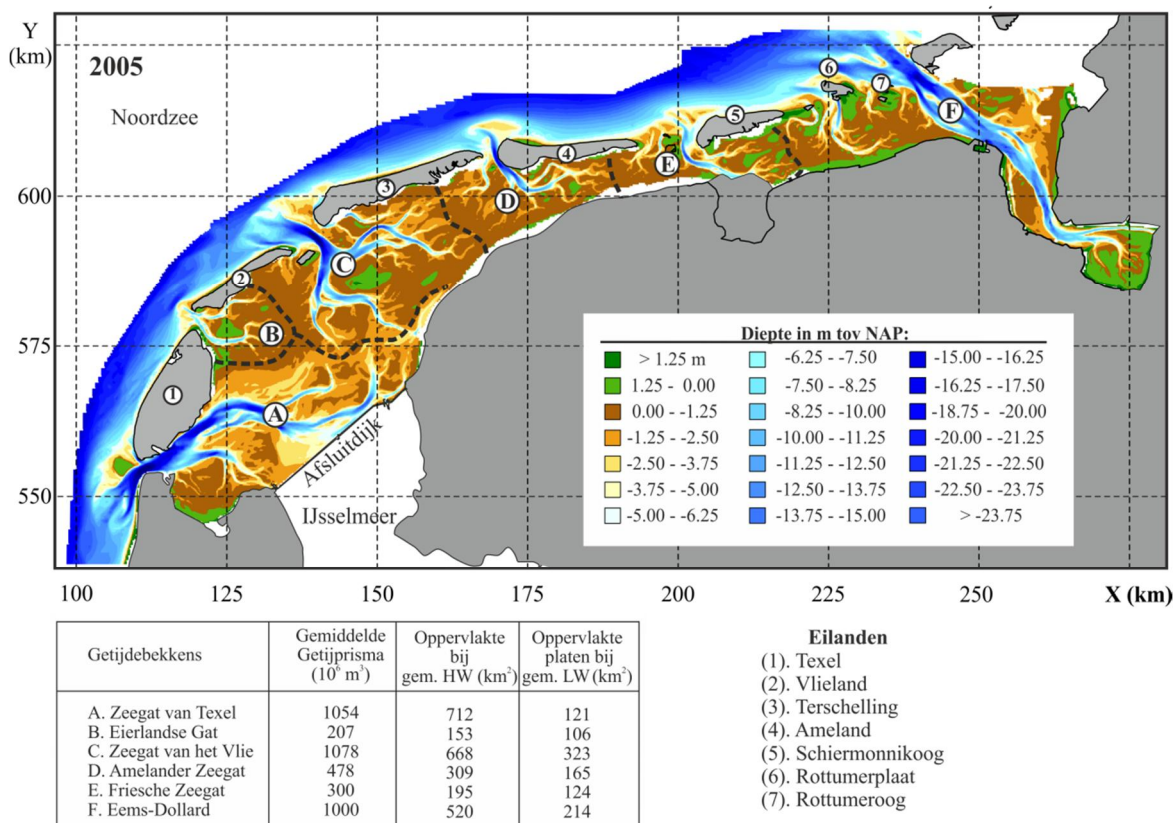 Y
(km)
2005
Noordzee
600
575
550
1
2
3
4
5
6
7
A
B
C
D
E
F
Afsluitdijk
IJsselmeer
Diepte in m tov NAP:
> 1.25 m
1.25 - 0.00
0.00 - -1.25
-1.25 - -2.50
-2.50 - -3.75
-3.75 - -5.00
-5.00 - -6.25
-6.25 - -7.50
-7.50 - -8.25
-8.25 - -10.00
-10.00 - -11.25
-11.25 - -12.50
-12.50 - -13.75
-13.75 - -15.00
-15.00 - -16.25
-16.25 - -17.50
-18.75 - -20.00
-20.00 - -21.25
-21.25 - -22.50
-22.50 - -23.75
> -23.75
100 125 150 175 200 225 250 X (km)
Getijdebekkens
Gemiddelde
Getijprisma
(10⁶ m³)
Oppervlakte
bij
gem. HW (km²)
Oppervlakte
platen bij
gem. LW (km²)
A. Zeegat van Texel 1054 712 121
B. Eierlandse Gat 207 153 106
C. Zeegat van het Vlie 1078 668 323
D. Amelander Zeegat 478 309 165
E. Friesche Zeegat 300 195 124
F. Eems-Dollard 1000 520 214
Eilanden
(1). Texel
(2). Vlieland
(3). Terschelling
(4). Ameland
(5). Schiermonnikoog
(6). Rottumerplaat
(7). Rottumeroog